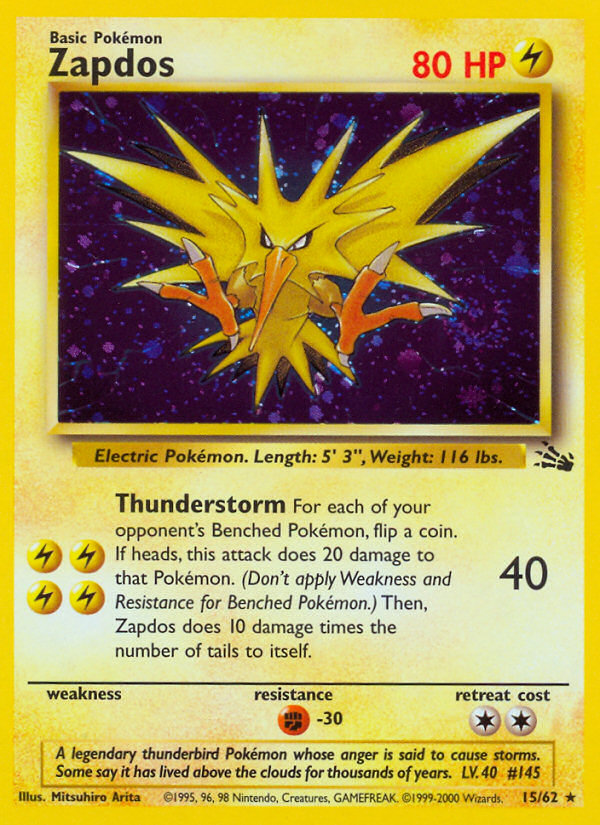 Basic Pokémon
Zapdos
80 HP
Electric Pokémon. Length: 5' 3", Weight: 116 lbs.
Thunderstorm For each of your
opponent's Benched Pokémon, flip a coin.
If heads, this attack does 20 damage to
that Pokémon. (Don't apply Weakness and
Resistance for Benched Pokémon.) Then,
Zapdos does 10 damage times the
number of tails to itself.
40
weakness resistance retreat cost
-30
A legendary thunderbird Pokémon whose anger is said to cause storms.
Some say it has lived above the clouds for thousands of years. LV. 40 #145
Illus. Mitsuhiro Arita ©1995, 96, 98 Nintendo, Creatures, GAMEFREAK. ©1999-2000 Wizards. 15/62 ★